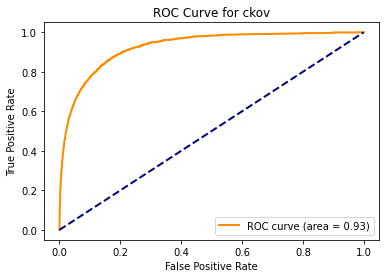 ROC Curve for ckov
True Positive Rate
1.0
0.8
0.6
0.4
0.2
0.0
ROC curve (area = 0.93)
0.0 0.2 0.4 0.6 0.8 1.0
False Positive Rate